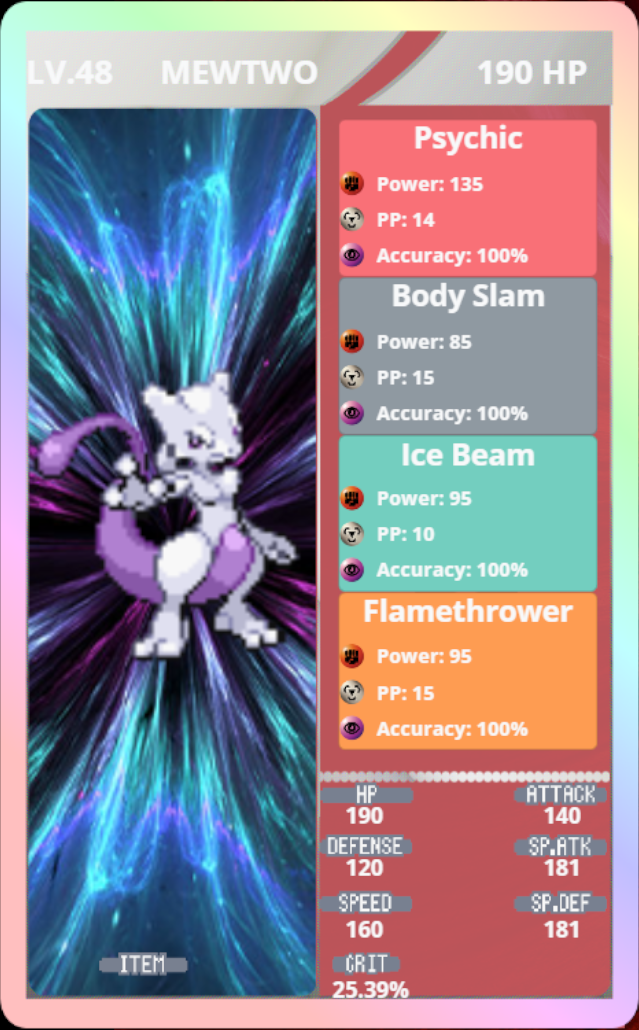 LV.48 MEWTWO 190 HP
Psychic
Power: 135
PP: 14
Accuracy: 100%
Body Slam
Power: 85
PP: 15
Accuracy: 100%
Ice Beam
Power: 95
PP: 10
Accuracy: 100%
Flamethrower
Power: 95
PP: 15
Accuracy: 100%
HP ATTACK
190 140
DEFENSE SP.ATK
120 181
SPEED SP.DEF
160 181
ITEM CRIT
25.39%